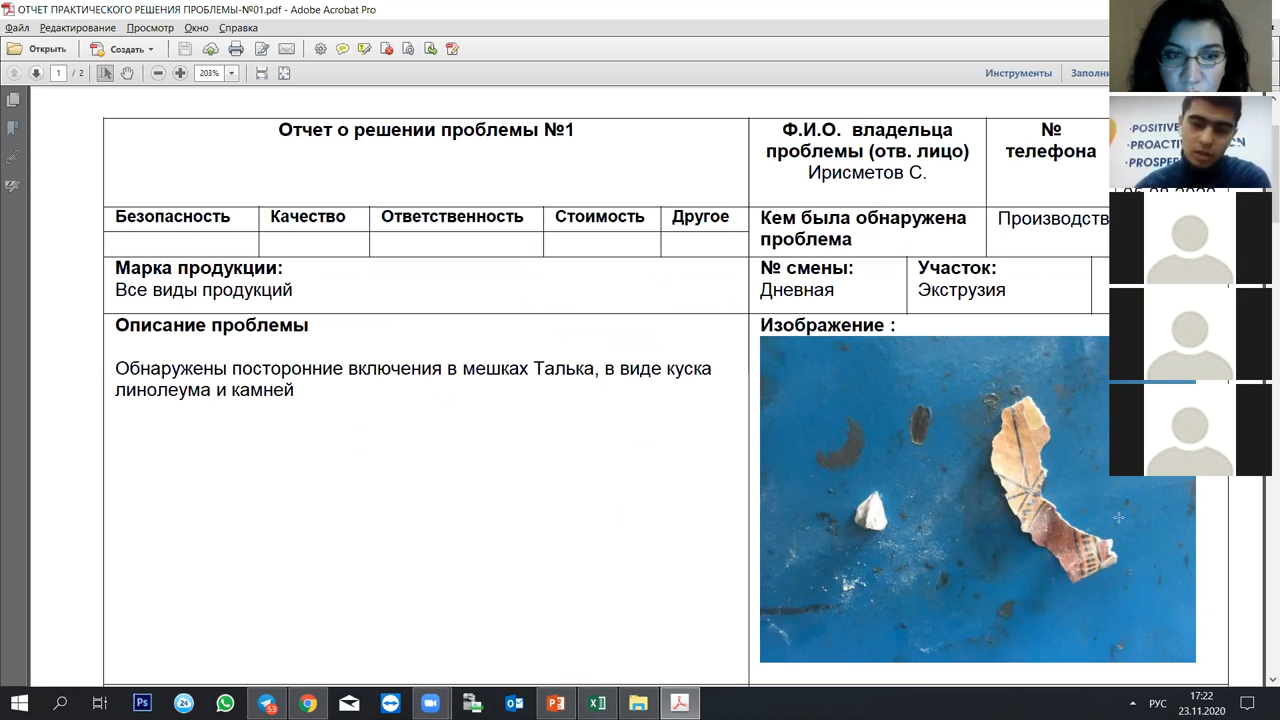 ОТЧЕТ ПРАКТИЧЕСКОГО РЕШЕНИЯ ПРОБЛЕМЫ-№01.pdf - Adobe Acrobat Pro
Файл Редактирование Просмотр Окно Справка
Открыть Создать
1 / 2 203% Инструменты
Отчет о решении проблемы №1
Ф.И.О. владельца
проблемы (отв. лицо)
Ирисметов С.
№
телефона
·POSITIVE
·PROACTIV
Безопасность Качество Ответственность Стоимость Другое
Кем была обнаружена
проблема
Марка продукции:
Все виды продукций
№ смены:
Дневная
Участок:
Экструзия
Описание проблемы
Обнаружены посторонние включения в мешках Талька, в виде куска
линолеума и камней
Изображение :
Ps 24 53
РУС
17:22
23.11.2020